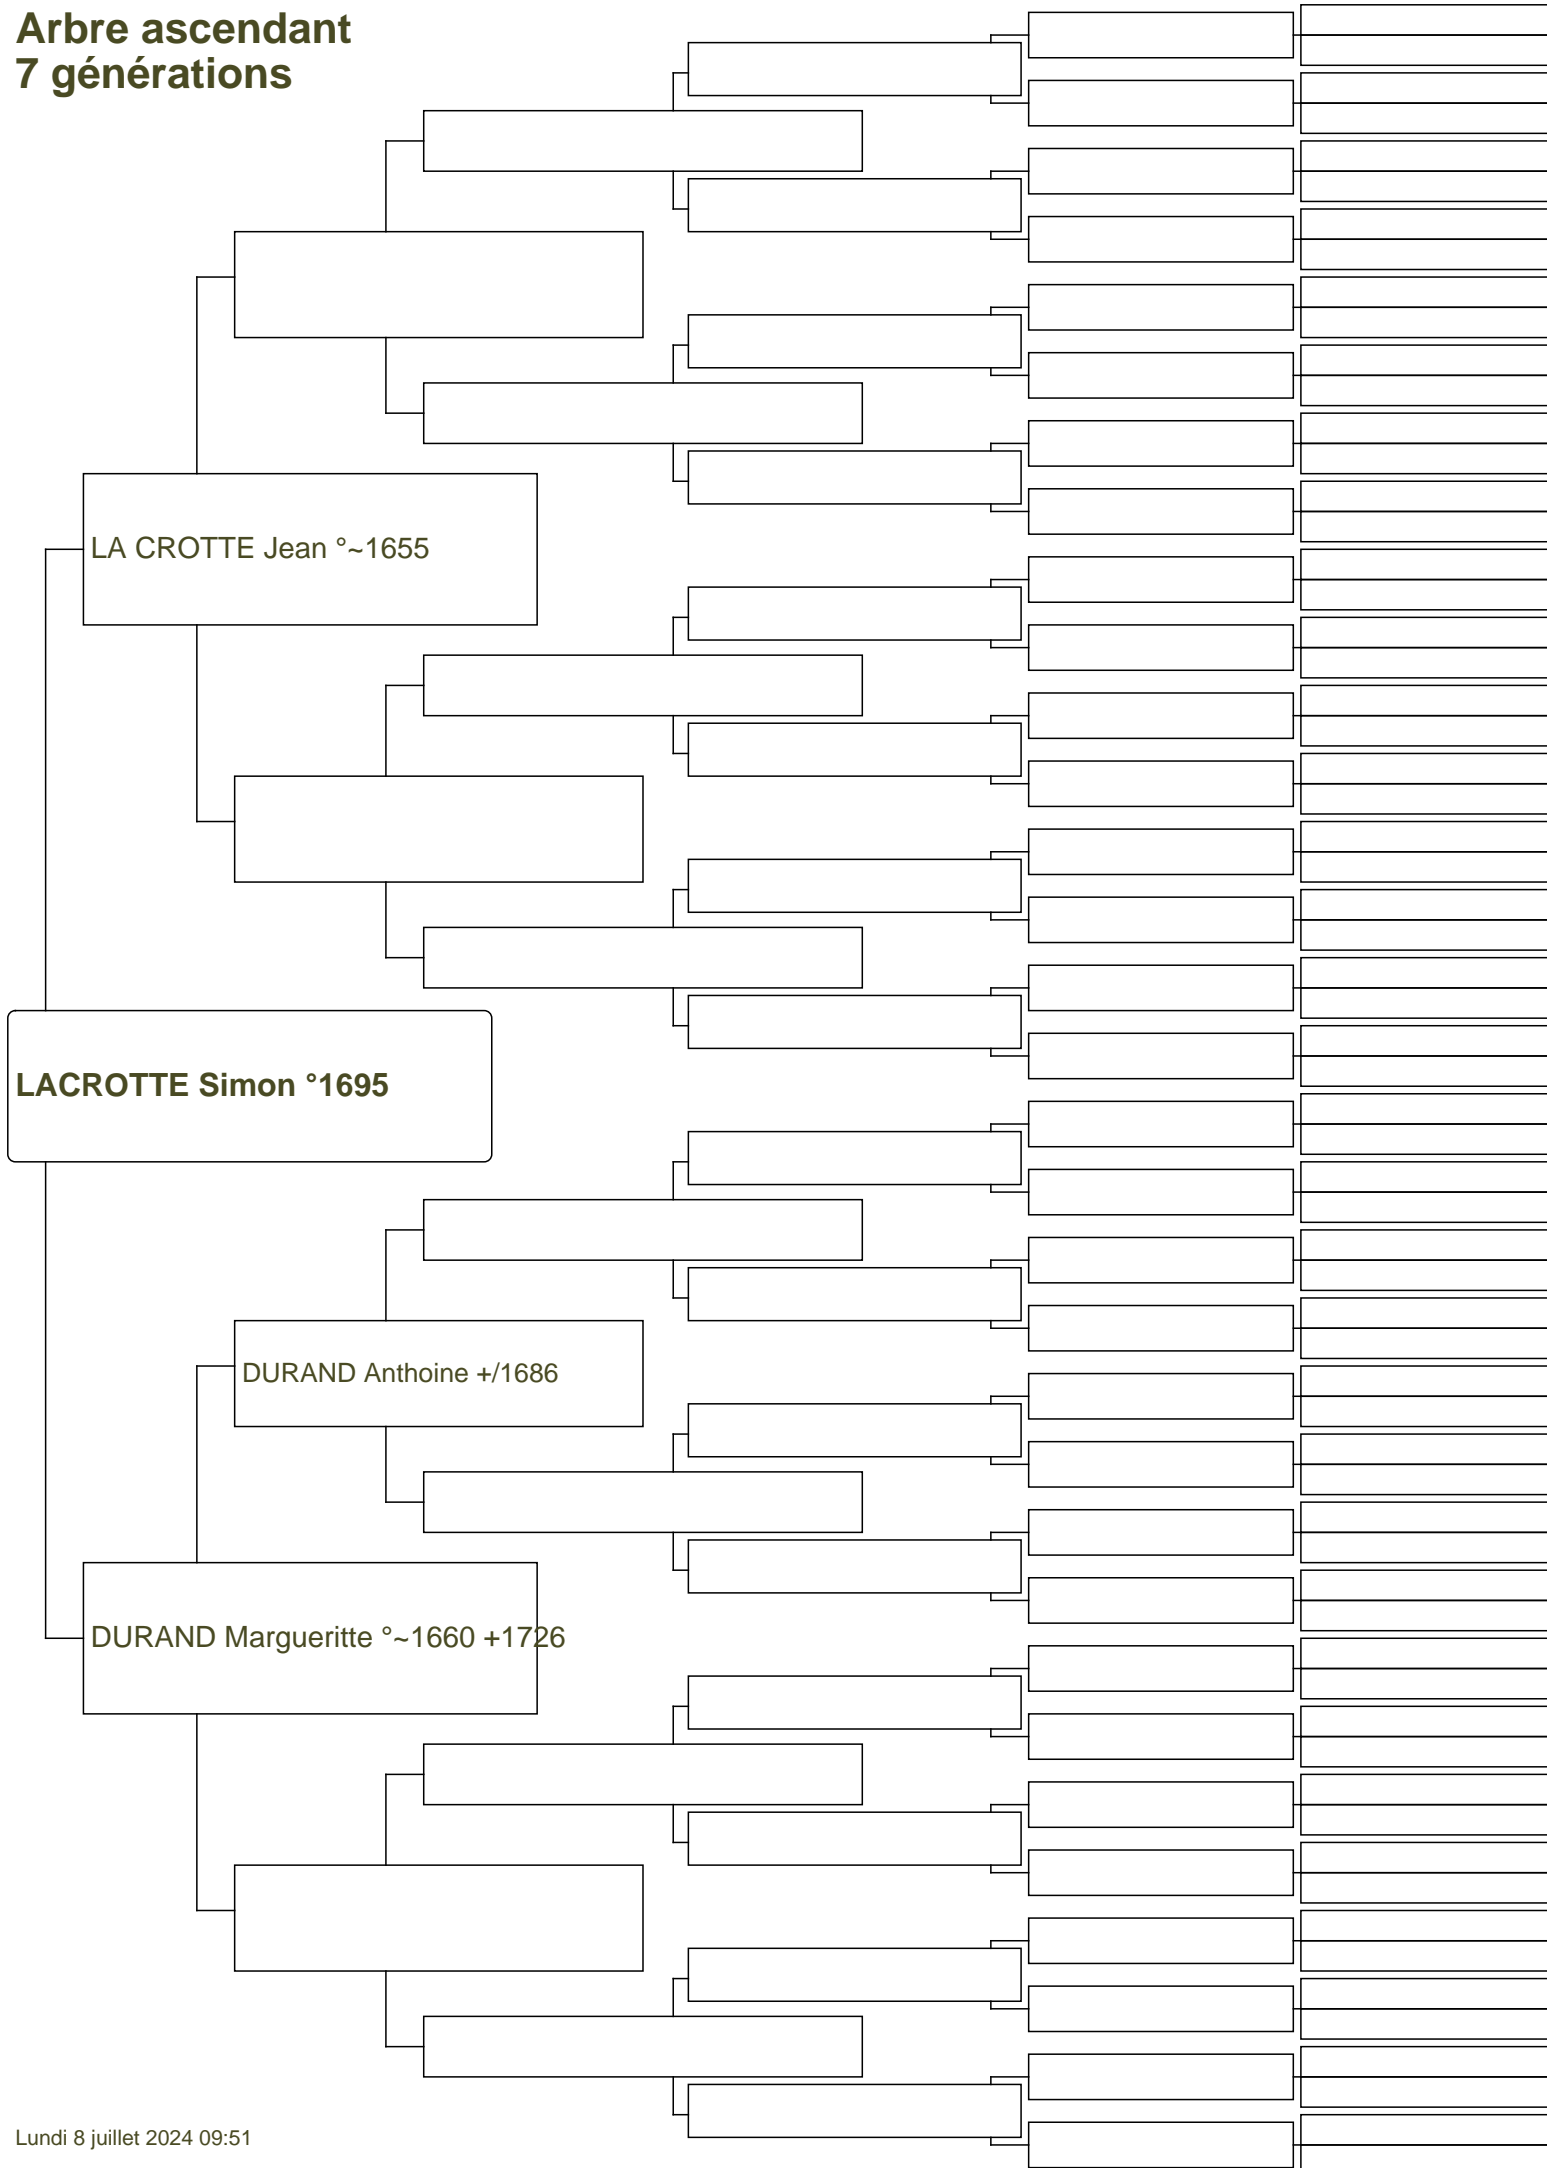 Arbre ascendant
7 générations
LA CROTTE Jean °~1655
LACROTTE Simon °1695
DURAND Anthoine +/1686
DURAND Margueritte °~1660 +1726
Lundi 8 juillet 2024 09:51